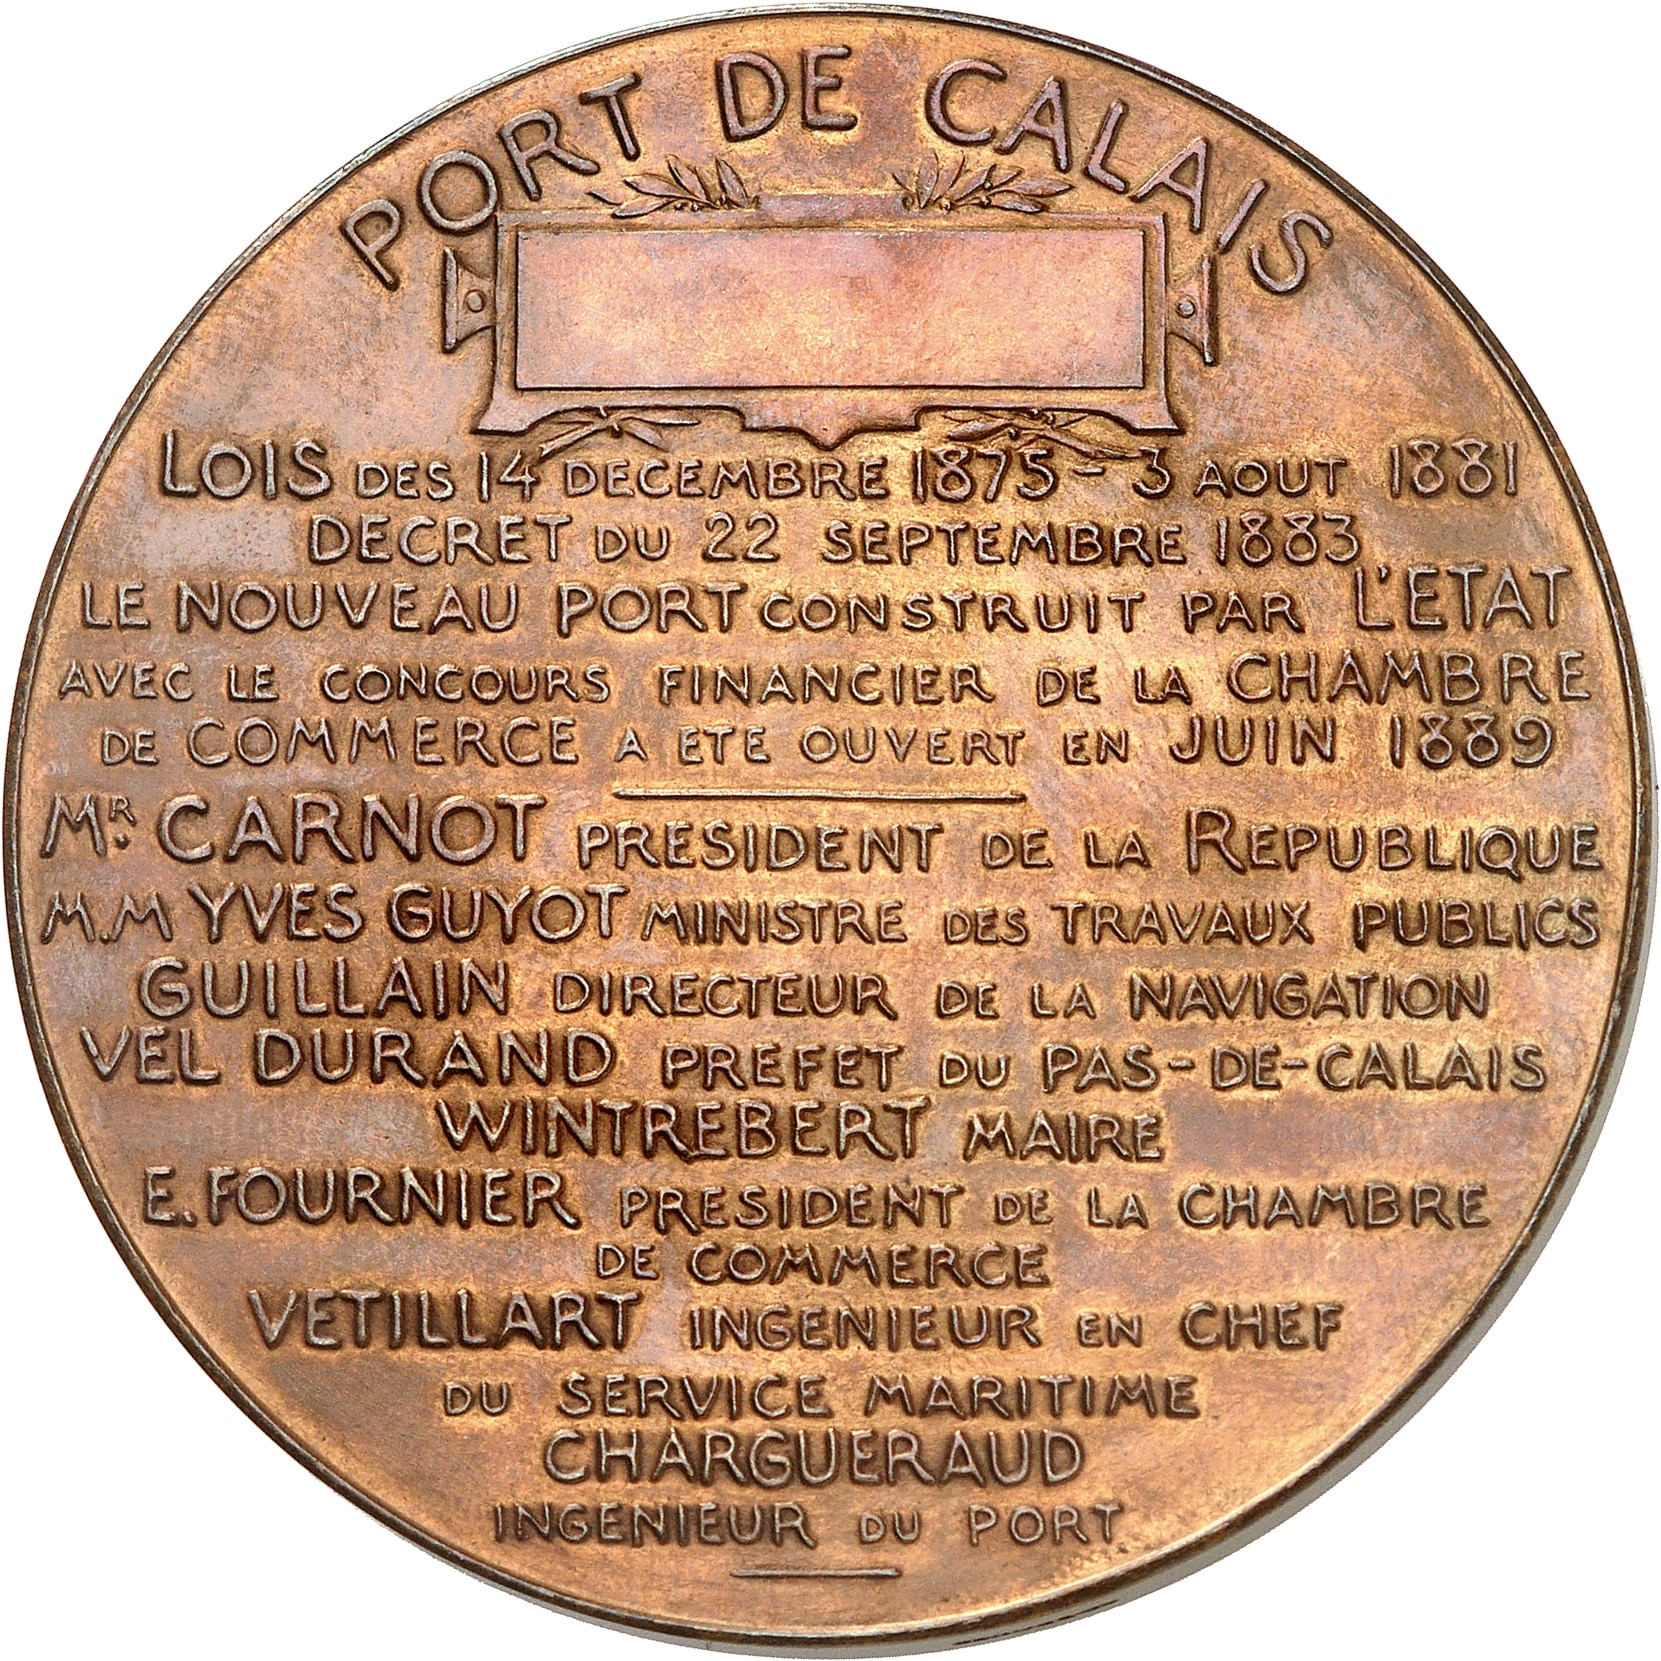 PORT DE CALAIS
LOIS DES 14 DECEMBRE 1875 - 3 AOUT 1881
DECRET DU 22 SEPTEMBRE 1883
LE NOUVEAU PORT CONSTRUIT PAR L'ETAT
AVEC LE CONCOURS FINANCIER DE LA CHAMBRE
DE COMMERCE A ETE OUVERT EN JUIN 1889
MR. CARNOT PRESIDENT DE LA REPUBLIQUE
M.M YVES GUYOT MINISTRE DES TRAVAUX PUBLICS
GUILLAIN DIRECTEUR DE LA NAVIGATION
VEL DURAND PREFET DU PAS-DE-CALAIS
WINTREBERT MAIRE
E. FOURNIER PRESIDENT DE LA CHAMBRE
DE COMMERCE
VETILLART INGENIEUR EN CHEF
DU SERVICE MARITIME
CHARGUERAUD
INGENIEUR DU PORT